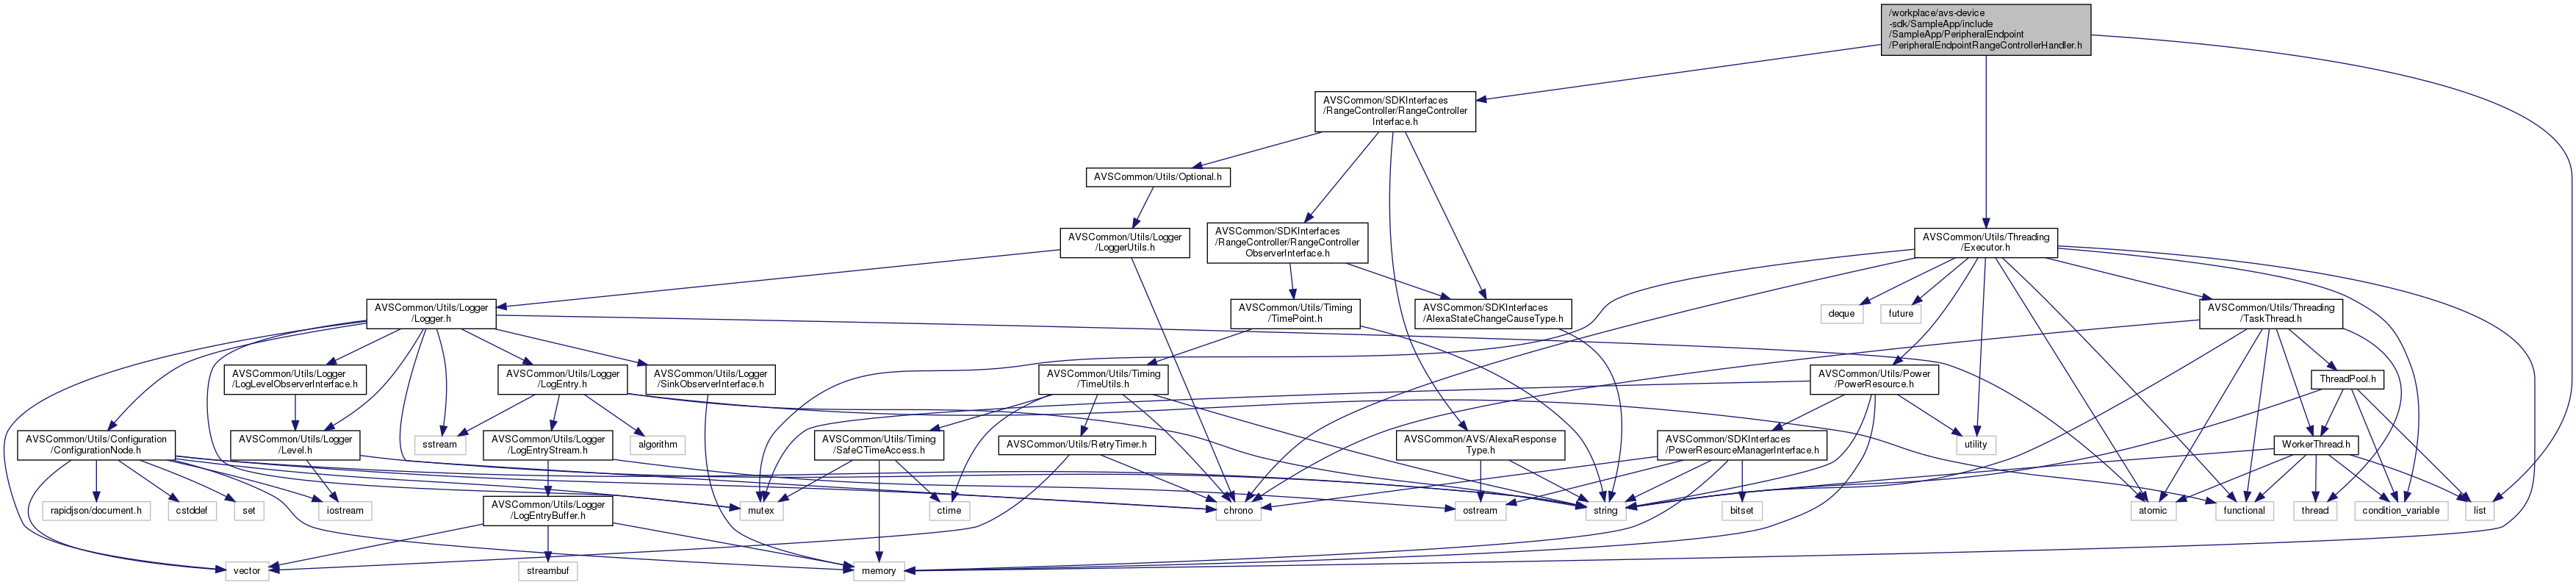 /workplace/avs-device
-sdk/SampleApp/include
/SampleApp/PeripheralEndpoint
/PeripheralEndpointRangeControllerHandler.h
AVSCommon/SDKInterfaces
/RangeController/RangeController
Interface.h
AVSCommon/Utils/Optional.h
AVSCommon/Utils/Logger
/LoggerUtils.h
AVSCommon/SDKInterfaces
/RangeController/RangeController
ObserverInterface.h
AVSCommon/Utils/Threading
/Executor.h
AVSCommon/Utils/Logger
/Logger.h
AVSCommon/Utils/Timing
/TimePoint.h
AVSCommon/SDKInterfaces
/AlexaStateChangeCauseType.h
deque
future
AVSCommon/Utils/Threading
/TaskThread.h
AVSCommon/Utils/Logger
/LogLevelObserverInterface.h
AVSCommon/Utils/Logger
/LogEntry.h
AVSCommon/Utils/Logger
/SinkObserverInterface.h
AVSCommon/Utils/Timing
/TimeUtils.h
AVSCommon/Utils/Power
/PowerResource.h
ThreadPool.h
AVSCommon/Utils/Configuration
/ConfigurationNode.h
AVSCommon/Utils/Logger
/Level.h
sstream
AVSCommon/Utils/Logger
/LogEntryStream.h
algorithm
AVSCommon/Utils/Timing
/SafeCTimeAccess.h
AVSCommon/Utils/RetryTimer.h
AVSCommon/AVS/AlexaResponse
Type.h
AVSCommon/SDKInterfaces
/PowerResourceManagerInterface.h
utility
WorkerThread.h
rapidjson/document.h
cstddef
set
iostream
AVSCommon/Utils/Logger
/LogEntryBuffer.h
mutex
ctime
chrono
ostream
string
bitset
atomic
functional
thread
condition_variable
list
vector
streambuf
memory